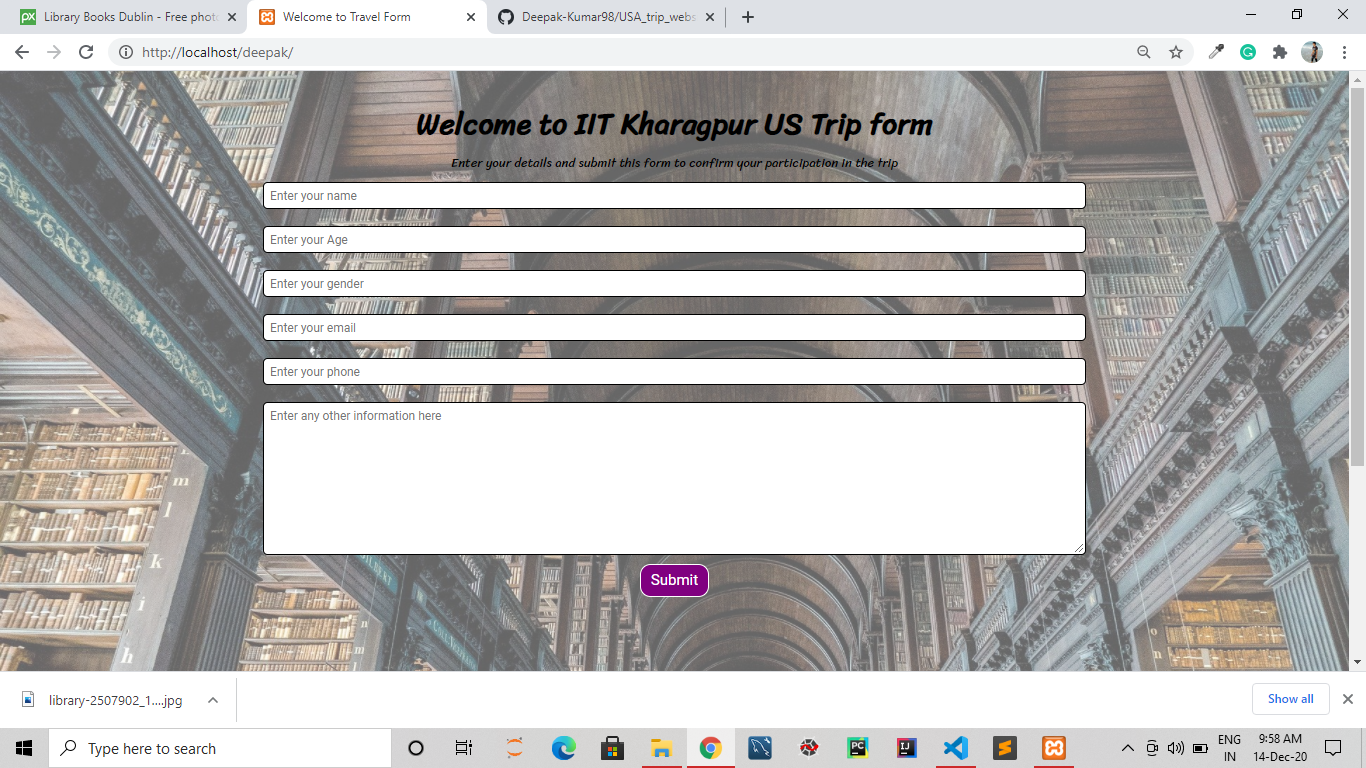 Library Books Dublin - Free phot
Welcome to Travel Form
Deepak-Kumar98/USA_trip_webs
http://localhost/deepak/
Welcome to IIT Kharagpur US Trip form
Enter your details and submit this form to confirm your participation in the trip
Enter your name
Enter your Age
Enter your gender
Enter your email
Enter your phone
Enter any other information here
Submit
m
l
k
i
h
n
m
n
o
library-2507902_1....jpg
Show all
Type here to search
PC
IJ
ENG
IN
9:58 AM
14-Dec-20